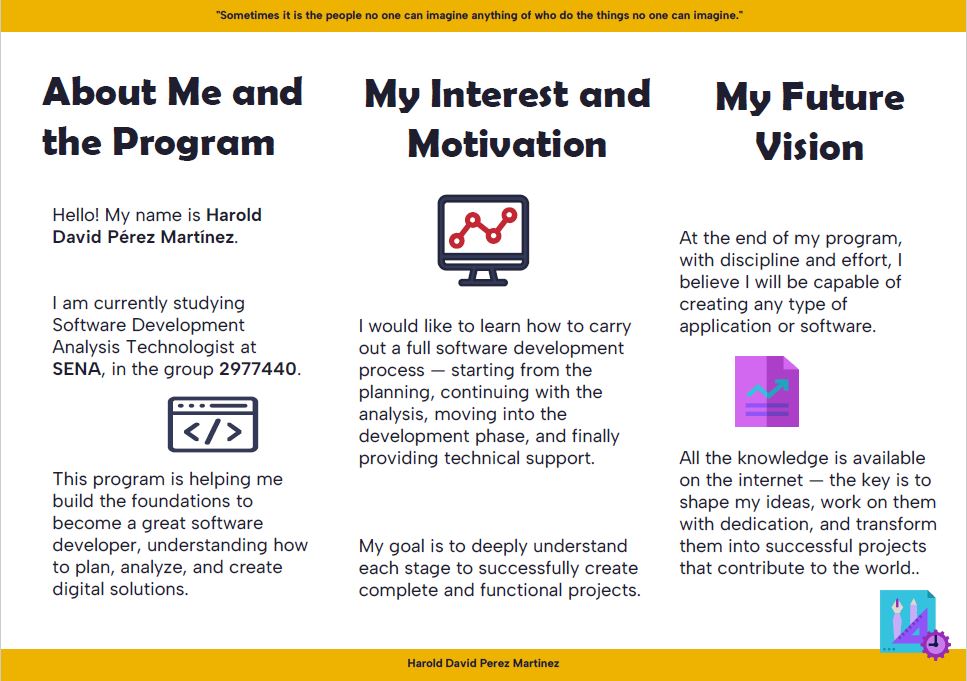 "Sometimes it is the people no one can imagine anything of who do the things no one can imagine."
About Me and
the Program
Hello! My name is Harold
David Pérez Martínez.
I am currently studying
Software Development
Analysis Technologist at
SENA, in the group 2977440.
</>
This program is helping me
build the foundations to
become a great software
developer, understanding how
to plan, analyze, and create
digital solutions.
My Interest and
Motivation
I would like to learn how to carry
out a full software development
process — starting from the
planning, continuing with the
analysis, moving into the
development phase, and finally
providing technical support.
My goal is to deeply understand
each stage to successfully create
complete and functional projects.
My Future
Vision
At the end of my program,
with discipline and effort, I
believe I will be capable of
creating any type of
application or software.
All the knowledge is available
on the internet — the key is to
shape my ideas, work on them
with dedication, and transform
them into successful projects
that contribute to the world..
Harold David Perez Martinez